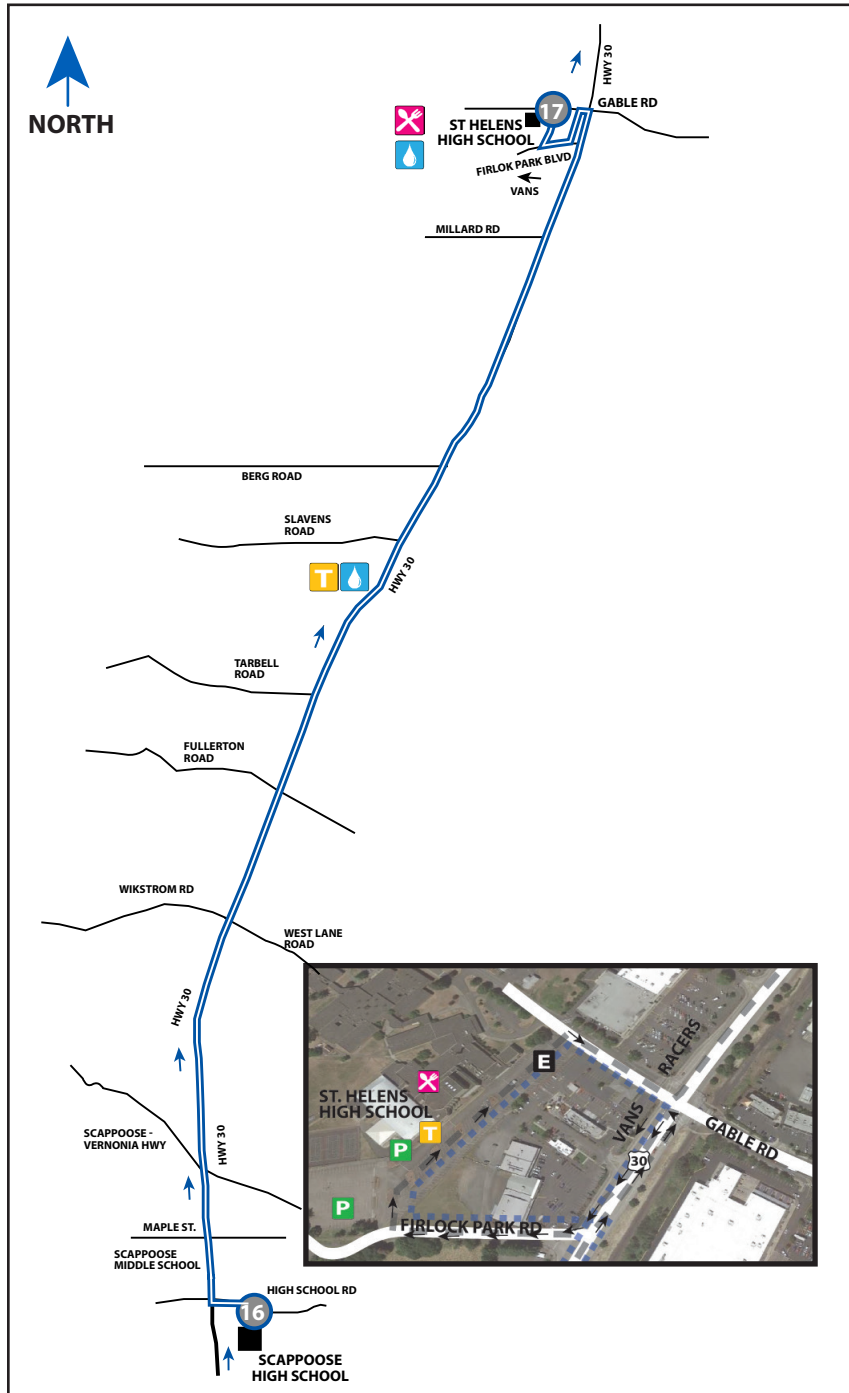 NORTH
HWY 30
17
GABLE RD
ST HELENS
HIGH SCHOOL
FIRLOK PARK BLVD
VANS
MILLARD RD
BERG ROAD
SLAVENS
ROAD
T
HWY 30
TARBELL
ROAD
FULLERTON
ROAD
WIKSTROM RD
WEST LANE
ROAD
HWY 30
SCAPPOOSE -
VERNONIA HWY
HWY 30
MAPLE ST.
SCAPPOOSE
MIDDLE SCHOOL
HIGH SCHOOL RD
16
SCAPPOOSE
HIGH SCHOOL
RACERS
E
VANS
ST. HELENS
HIGH SCHOOL
T
P
GABLE RD
30
P
FIRLOCK PARK RD